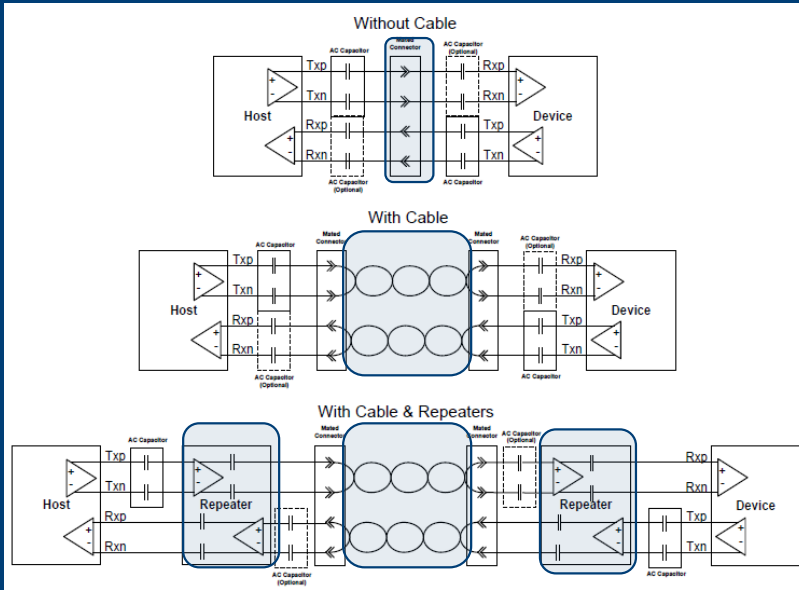 Without Cable
AC Capacitor
Mated
Connector
AC Capacitor
(Optional)
Txp
Rxp
+
-
+
-
Txn
Rxn
Host
Device
Rxp
Txp
+
-
+
-
Rxn
Txn
AC Capacitor
(Optional)
AC Capacitor
With Cable
AC Capacitor
Mated
Connector
Mated
Connector
AC Capacitor
(Optional)
Txp
Rxp
+
-
+
-
Txn
Rxn
Host
Device
Rxp
Txp
+
-
+
-
Rxn
Txn
AC Capacitor
(Optional)
AC Capacitor
With Cable & Repeaters
AC Capacitor
Mated
Connector
Mated
Connector
AC Capacitor
(Optional)
Txp
Rxp
+
-
+
-
+
-
+
-
Txn
Rxn
Host
Repeater
Repeater
Device
Rxp
Txp
+
-
+
-
+
-
+
-
Rxn
Txn
AC Capacitor
(Optional)
AC Capacitor